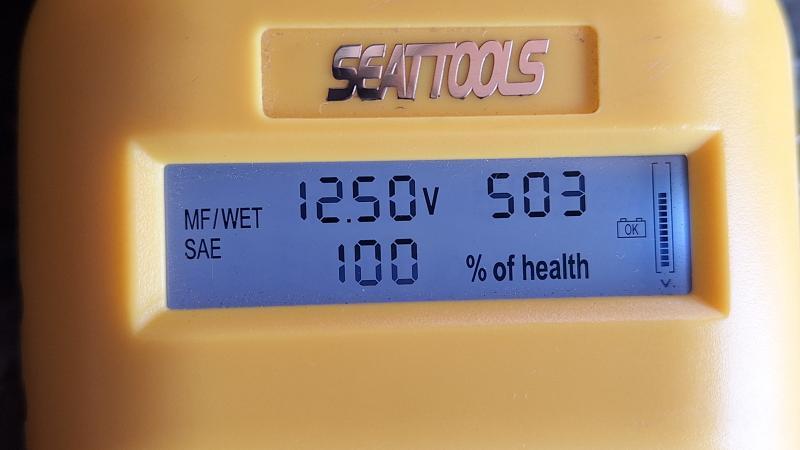 SEATTOOLS
MF/WET 12.50V 503
SAE 100 % of health
OK
V